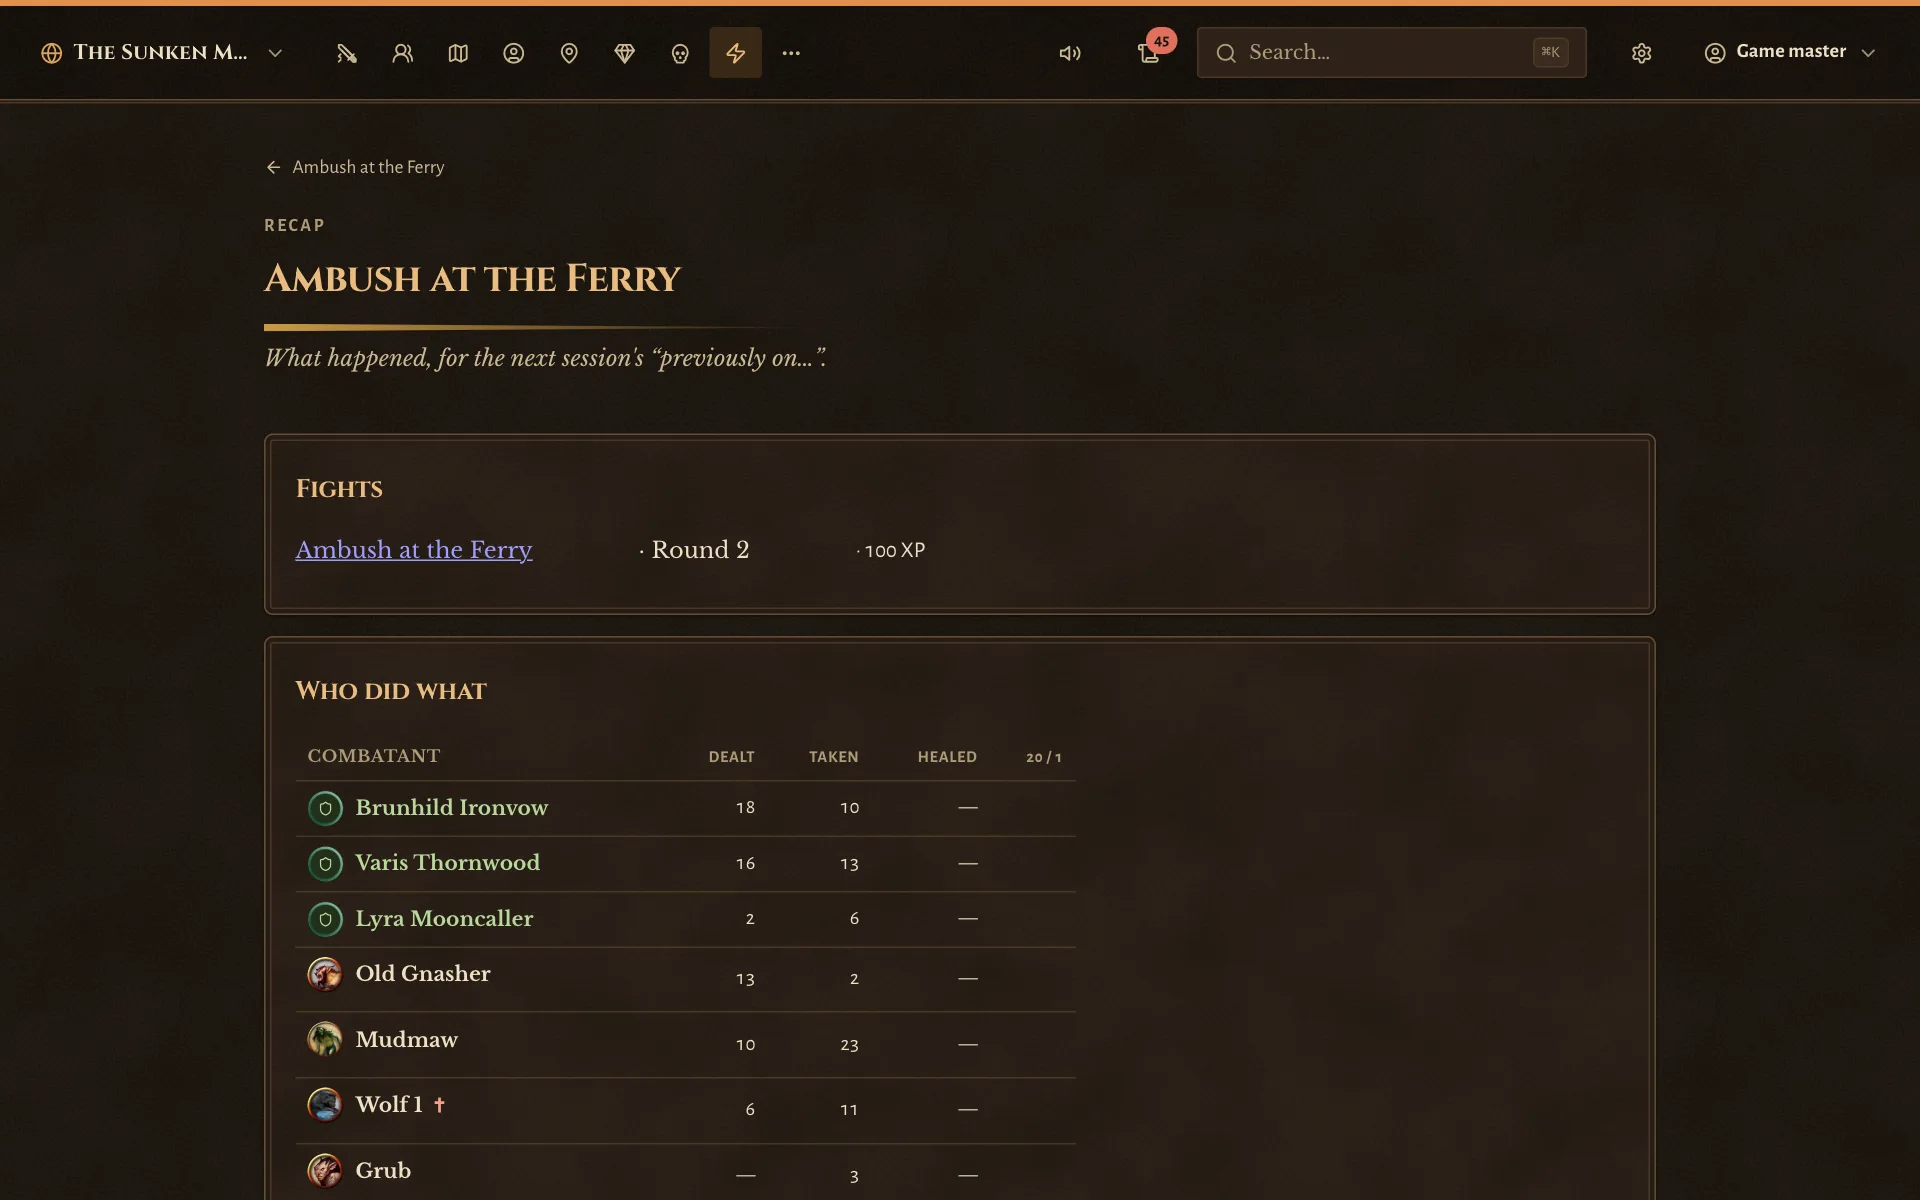 The Sunken M...
45
Search...
⌘K
Game master
Ambush at the Ferry
RECAP
Ambush at the Ferry
What happened, for the next session's “previously on...”.
Fights
Ambush at the Ferry · Round 2 · 100 XP
Who did what
COMBATANT DEALT TAKEN HEALED 20 / 1
Brunhild Ironvow 18 10 —
Varis Thornwood 16 13 —
Lyra Mooncaller 2 6 —
Old Gnasher 13 2 —
Mudmaw 10 23 —
Wolf 1 ✝ 6 11 —
Grub — 3 —